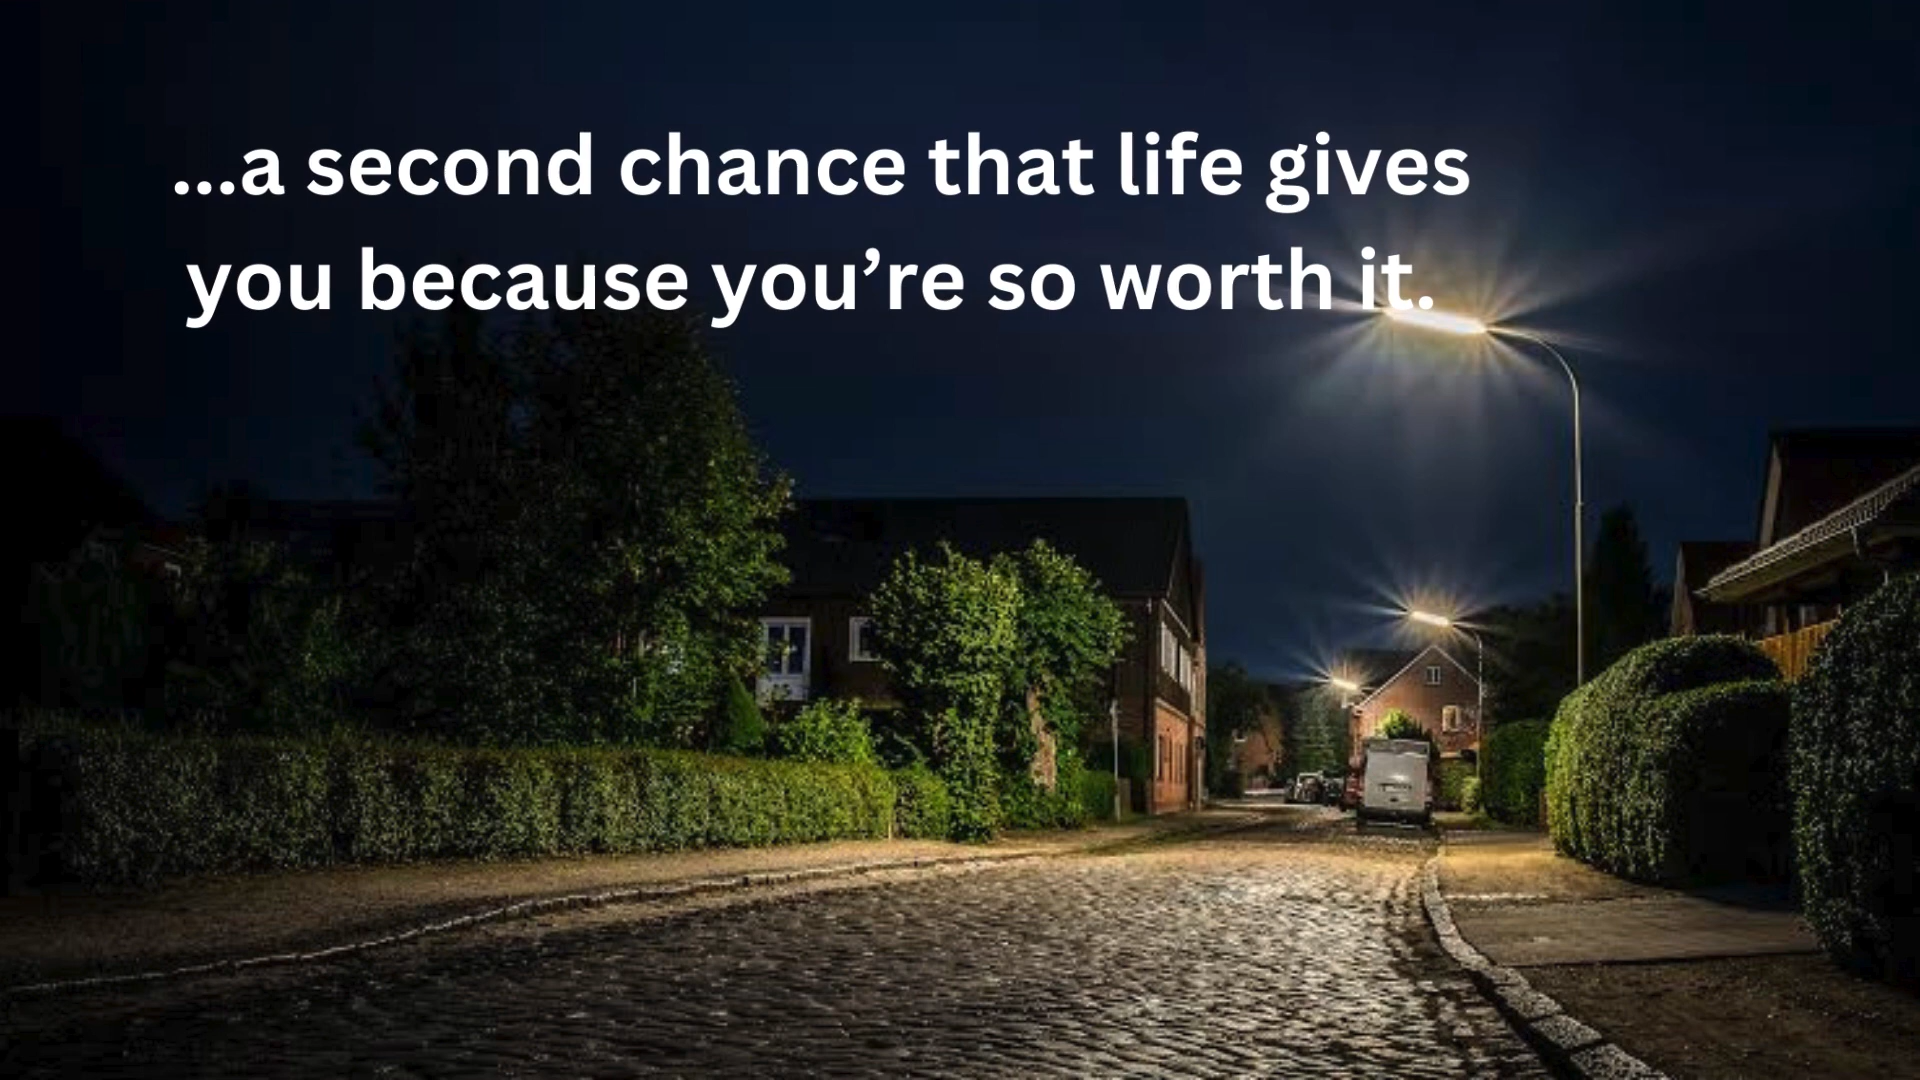 ...a second chance that life gives
you because you’re so worth it.